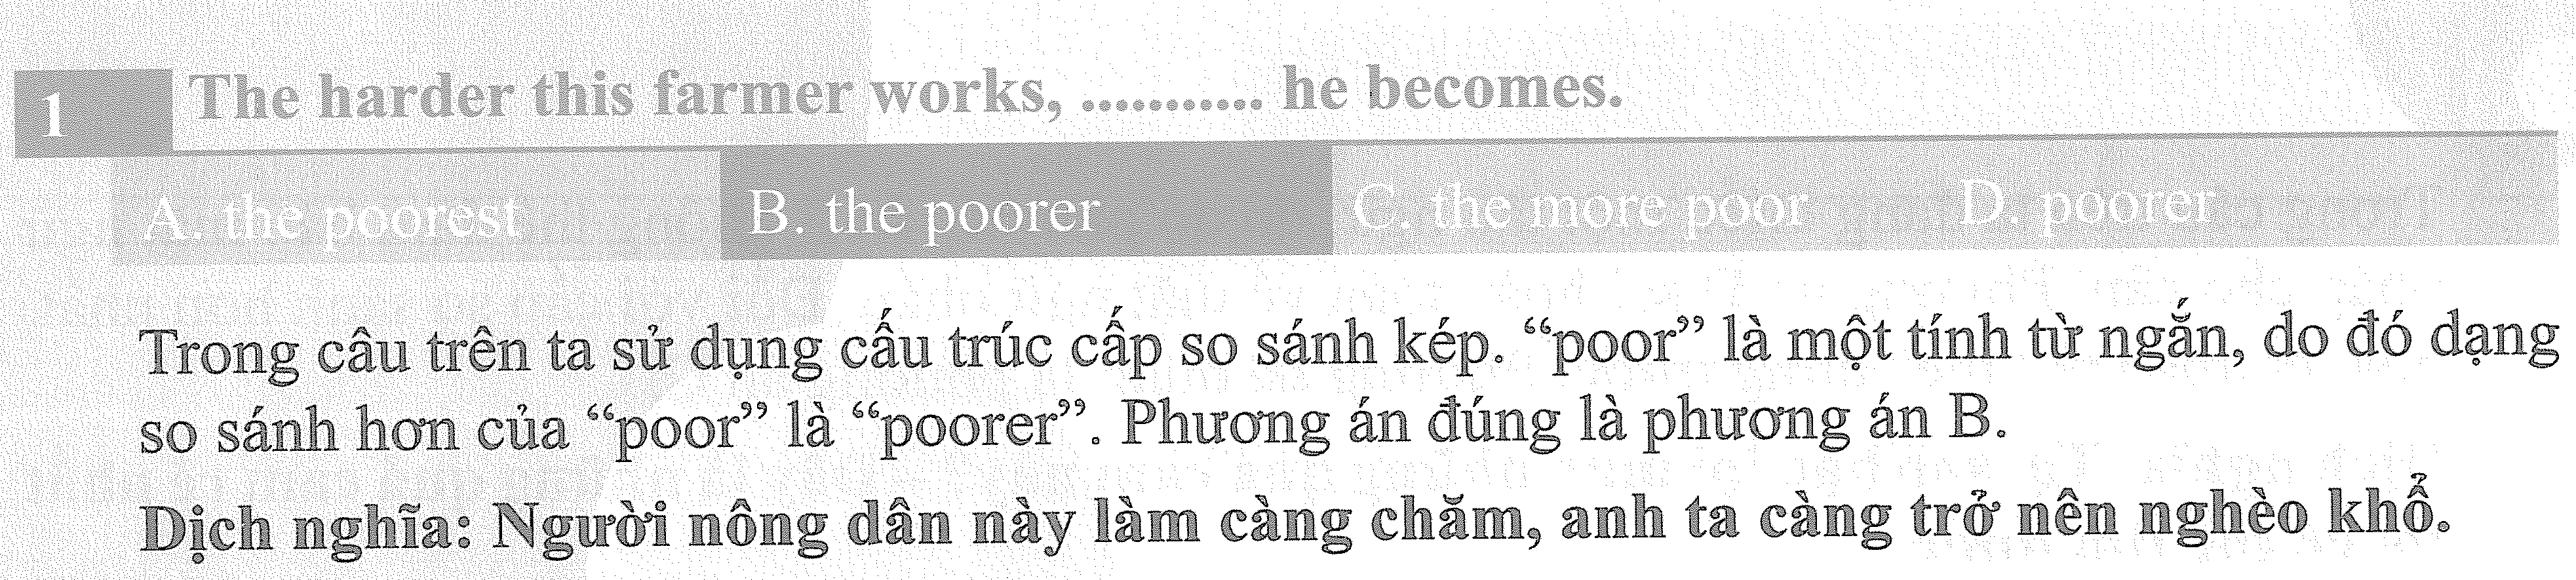 1 The harder this farmer works, ........... he becomes.
A. the poorest B. the poorer C. the more poor D. poorer
Trong câu trên ta sử dụng cấu trúc cấp so sánh kép. “poor” là một tính từ ngắn, do đó dạng
so sánh hơn của “poor” là “poorer”. Phương án đúng là phương án B.
Dịch nghĩa: Người nông dân này làm càng chăm, anh ta càng trở nên nghèo khổ.